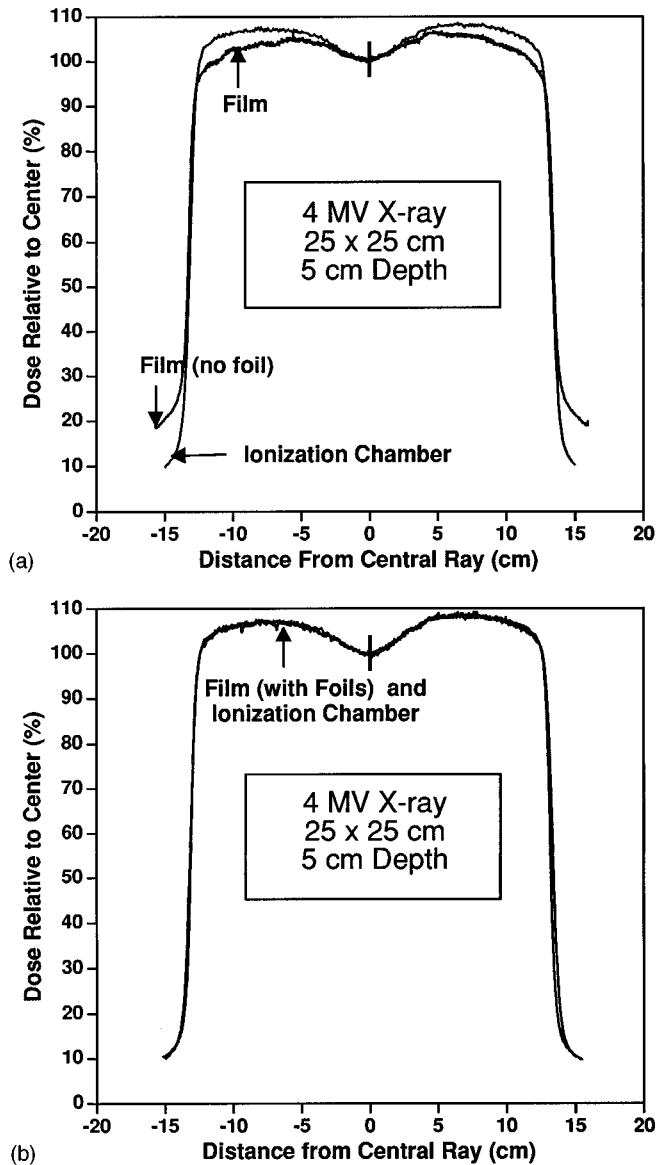 110
100
90
80
70
60
50
40
30
20
10
0
Dose Relative to Center (%)
Film
4 MV X-ray
25 x 25 cm
5 cm Depth
Film (no foil)
Ionization Chamber
-20 -15 -10 -5 0 5 10 15 20
Distance From Central Ray (cm)
(a)
110
100
90
80
70
60
50
40
30
20
10
0
Dose Relative to Center (%)
Film (with Foils) and
Ionization Chamber
4 MV X-ray
25 x 25 cm
5 cm Depth
-20 -15 -10 -5 0 5 10 15 20
Distance from Central Ray (cm)
(b)